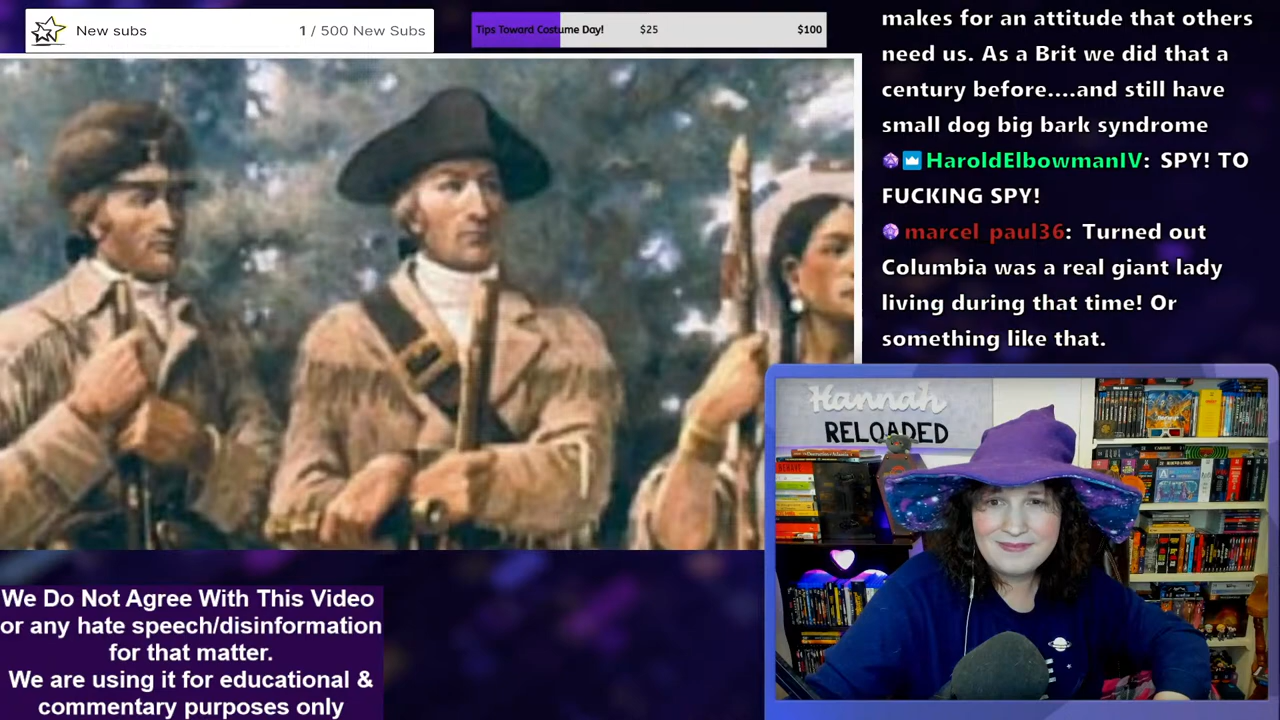 New subs
1 / 500 New Subs
Tips Toward Costume Day!
$25
$100
makes for an attitude that others
need us. As a Brit we did that a
century before....and still have
small dog big bark syndrome
HaroldElbowmanIV: SPY! TO
FUCKING SPY!
marcel_paul36: Turned out
Columbia was a real giant lady
living during that time! Or
something like that.
Hannah
RELOADED
We Do Not Agree With This Video
or any hate speech/disinformation
for that matter.
We are using it for educational &
commentary purposes only